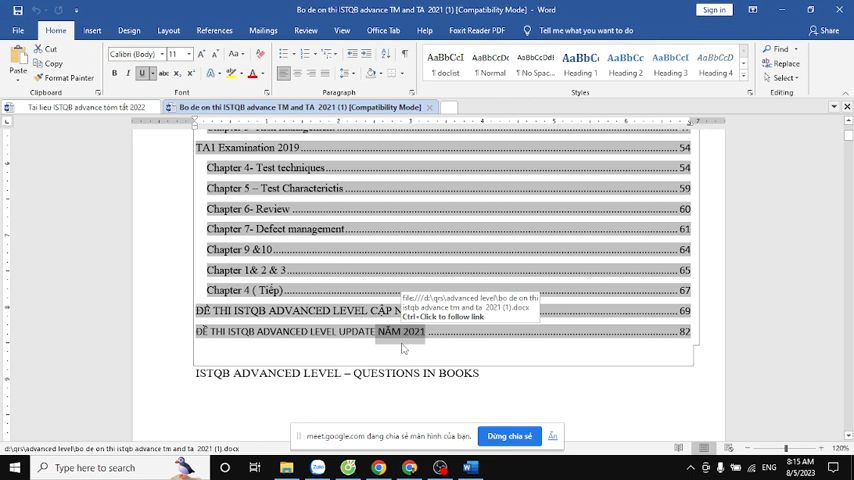 Bo de on thi ISTQB advance TM and TA 2021 (1) [Compatibility Mode] - Word
Sign in
File Home Insert Draw Design Layout References Mailings Review View Help Foxit Reader PDF Tell me what you want to do Share
Cut
Copy
Format Painter
Paste
Calibri (Body) 11
AaBbCcI AaBbCcDc AaBbCcDc AaBbC AaBbCc AaBbCc AaBbCcD
¶ doclist ¶ Normal ¶ No Spac... Heading 1 Heading 2 Heading 3 Heading 4
Find
Replace
Select
Clipboard Font Paragraph Styles Editing
Tai lieu ISTQB advance tóm tắt 2022
Bo de on thi ISTQB advance TM and TA 2021 (1) [Compatibility Mode]
TA1 Examination 2019 54
Chapter 4- Test techniques 54
Chapter 5 – Test Characterictis 59
Chapter 6- Review 60
Chapter 7- Defect management 61
Chapter 9 &10 64
Chapter 1& 2 & 3 65
Chapter 4 ( Tiếp) 67
ĐỀ THI ISTQB ADVANCED LEVEL CẬP N 69
file:///d:\qrs\advanced level\bo de on thi
istqb advance tm and ta 2021 (1).docx
Ctrl+Click to follow link
ĐỀ THI ISTQB ADVANCED LEVEL UPDATE NĂM 2021 82
ISTQB ADVANCED LEVEL – QUESTIONS IN BOOKS
meet.google.com đang chia sẻ màn hình của bạn. Dừng chia sẻ Ẩn
d:\qrs\advanced level\bo de on thi istqb advance tm and ta 2021 (1).docx
120%
Type here to search
ENG
8:15 AM
8/5/2023